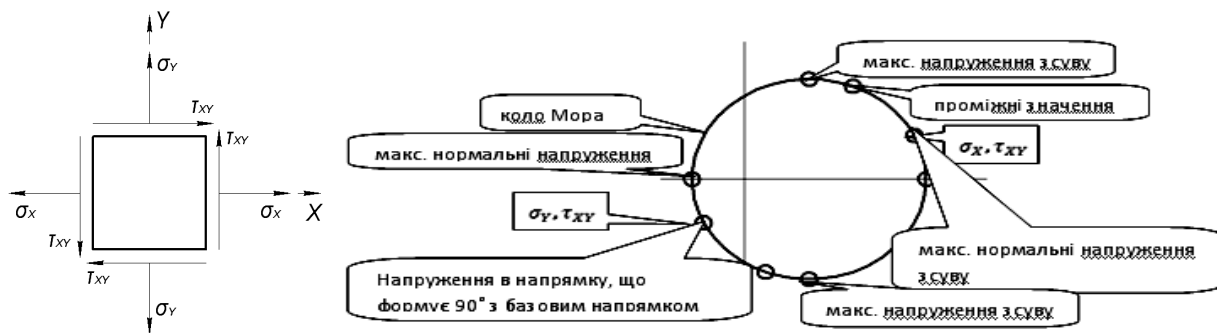 Y
σY
τXY
τXY
σX
σX
X
τXY
τXY
σY
макс. напруження зсуву
проміжні значення
коло Мора
σX, τXY
макс. нормальні напруження
σY, τXY
макс. нормальні напруження
зсуву
Напруження в напрямку, що
формує 90˚ з базовим напрямком
макс. напруження зсуву